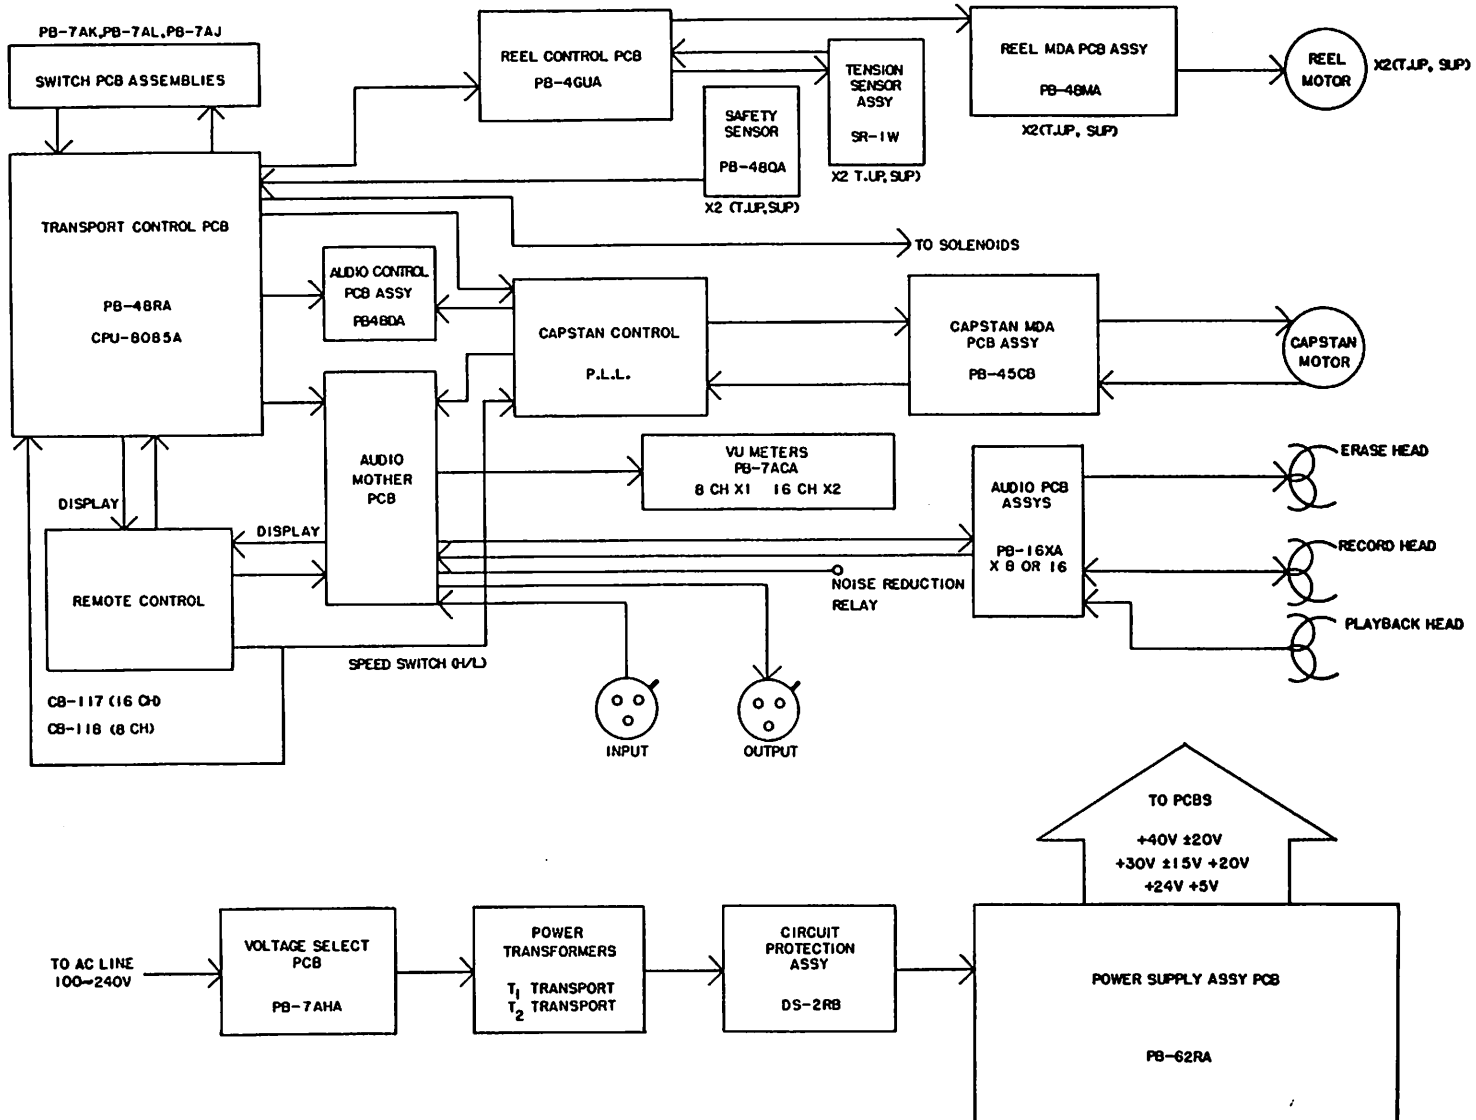 PB-7AK,PB-7AL,PB-7AJ
SWITCH PCB ASSEMBLIES
REEL CONTROL PCB
PB-4GUA
TENSION
SENSOR
ASSY
SR-1W
X2 T.UP,SUP)
SAFETY
SENSOR
PB-48QA
X2 (T.UP,SUP)
REEL MDA PCB ASSY
PB-48MA
X2(T.UP, SUP)
REEL
MOTOR
X2(T.UP, SUP)
TRANSPORT CONTROL PCB
PB-48RA
CPU-8085A
TO SOLENOIDS
AUDIO CONTROL
PCB ASSY
PB48DA
CAPSTAN CONTROL
P.L.L.
CAPSTAN MDA
PCB ASSY
PB-45CB
CAPSTAN
MOTOR
AUDIO
MOTHER
PCB
VU METERS
PB-7ACA
8 CH X1 16 CH X2
AUDIO PCB
ASSYS
PB-16XA
X 8 OR 16
ERASE HEAD
RECORD HEAD
PLAYBACK HEAD
DISPLAY
DISPLAY
REMOTE CONTROL
NOISE REDUCTION
RELAY
SPEED SWITCH (H/L)
CB-117 (16 CH)
CB-118 (8 CH)
INPUT
OUTPUT
TO PCBS
+40V ±20V
+30V ±15V +20V
+24V +5V
TO AC LINE
100~240V
VOLTAGE SELECT
PCB
PB-7AHA
POWER
TRANSFORMERS
T1 TRANSPORT
T2 TRANSPORT
CIRCUIT
PROTECTION
ASSY
DS-2RB
POWER SUPPLY ASSY PCB
PB-62RA